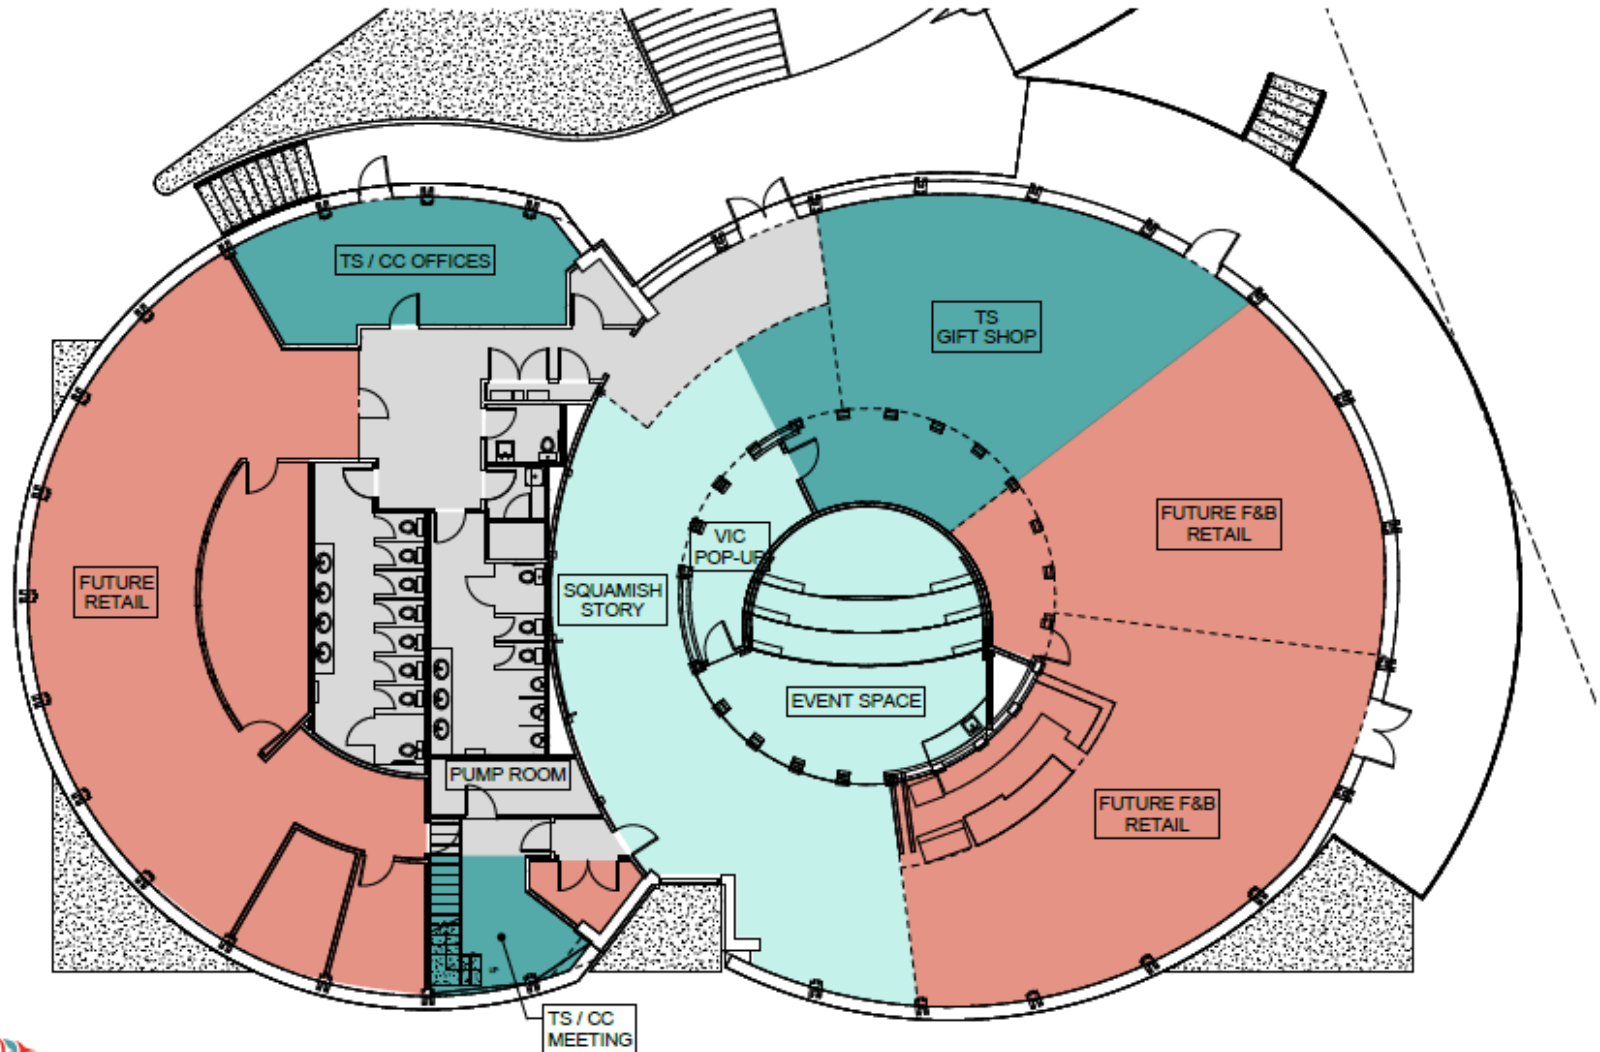 TS / CC OFFICES
TS
GIFT SHOP
FUTURE F&B
RETAIL
VIC
POP-UP
FUTURE
RETAIL
SQUAMISH
STORY
EVENT SPACE
PUMP ROOM
FUTURE F&B
RETAIL
UP
TS / CC
MEETING